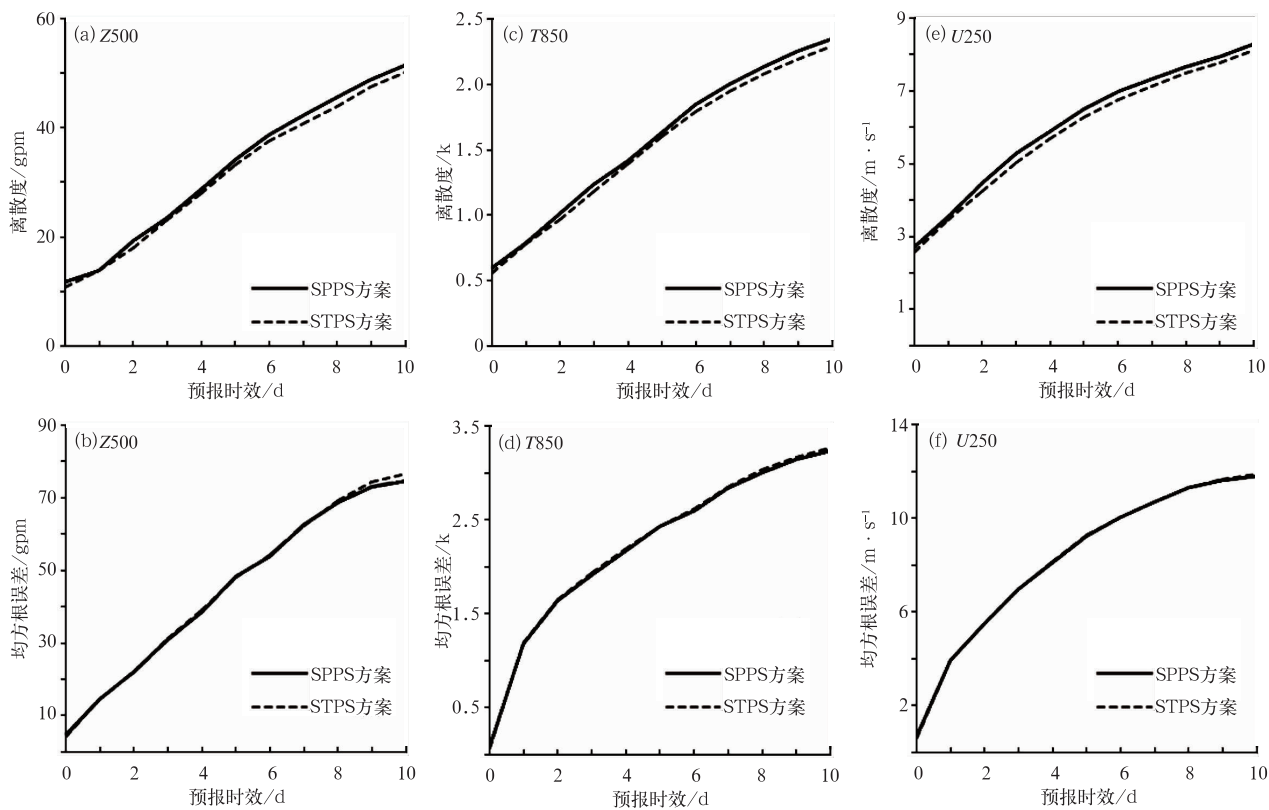 (a) Z500
60
40
20
0
离散度/gpm
SPPS方案
STPS方案
0 2 4 6 8 10
预报时效/d
(c) T850
2.5
2.0
1.5
1.0
0.5
0
离散度/k
SPPS方案
STPS方案
0 2 4 6 8 10
预报时效/d
(e) U250
9
7
5
3
1
离散度/m·s⁻¹
SPPS方案
STPS方案
0 2 4 6 8 10
预报时效/d
(b) Z500
90
70
50
30
10
均方根误差/gpm
SPPS方案
STPS方案
0 2 4 6 8 10
预报时效/d
(d) T850
3.5
2.5
1.5
0.5
均方根误差/k
SPPS方案
STPS方案
0 2 4 6 8 10
预报时效/d
(f) U250
14
10
6
2
均方根误差/m·s⁻¹
SPPS方案
STPS方案
0 2 4 6 8 10
预报时效/d